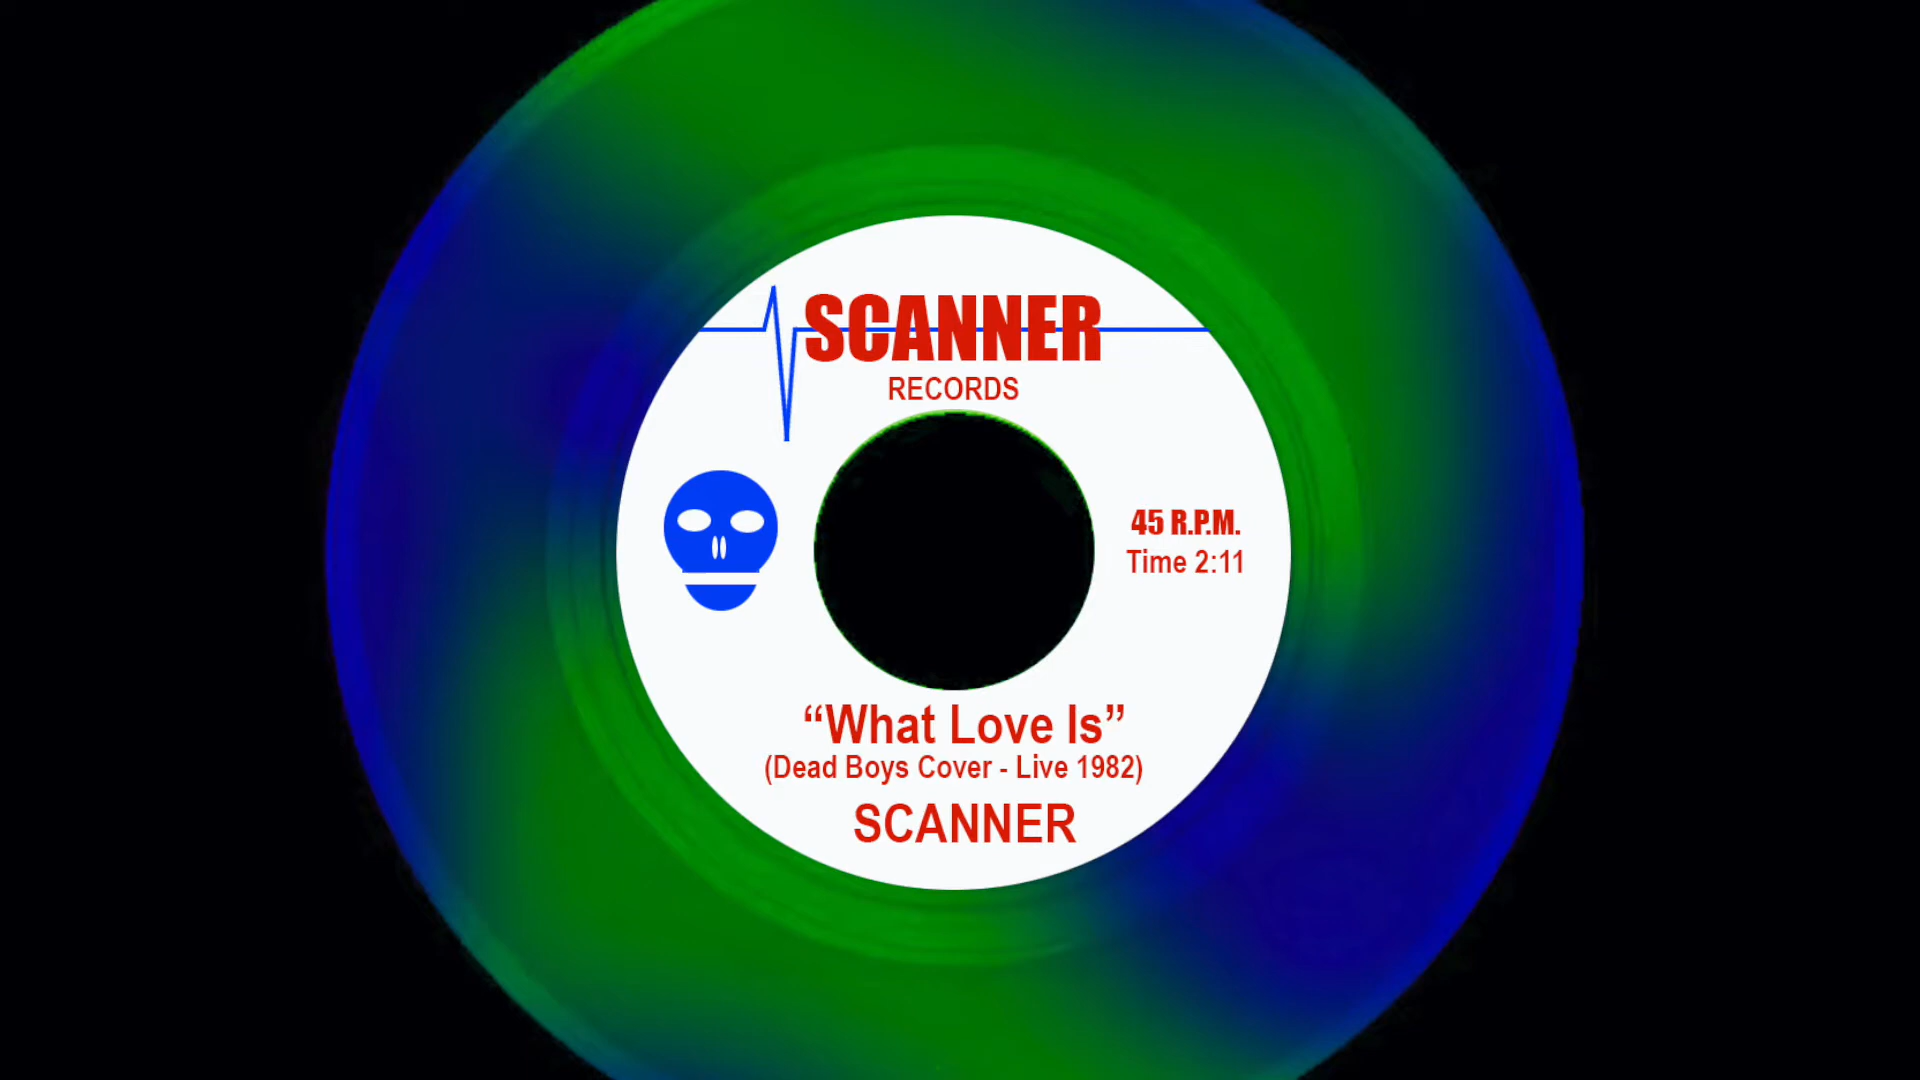 SCANNER
RECORDS
45 R.P.M.
Time 2:11
“What Love Is”
(Dead Boys Cover - Live 1982)
SCANNER